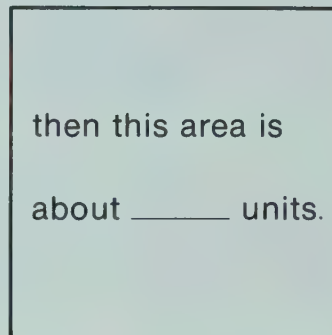 then this area is
about ______ units.